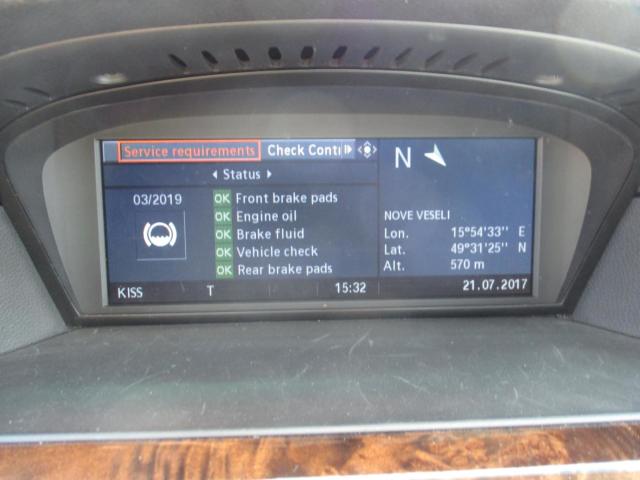 Service requirements Check Contr
Status
03/2019
OK Front brake pads
OK Engine oil
OK Brake fluid
OK Vehicle check
OK Rear brake pads
N
NOVE VESELI
Lon. 15°54'33'' E
Lat. 49°31'25'' N
Alt. 570 m
KISS T 15:32 21.07.2017